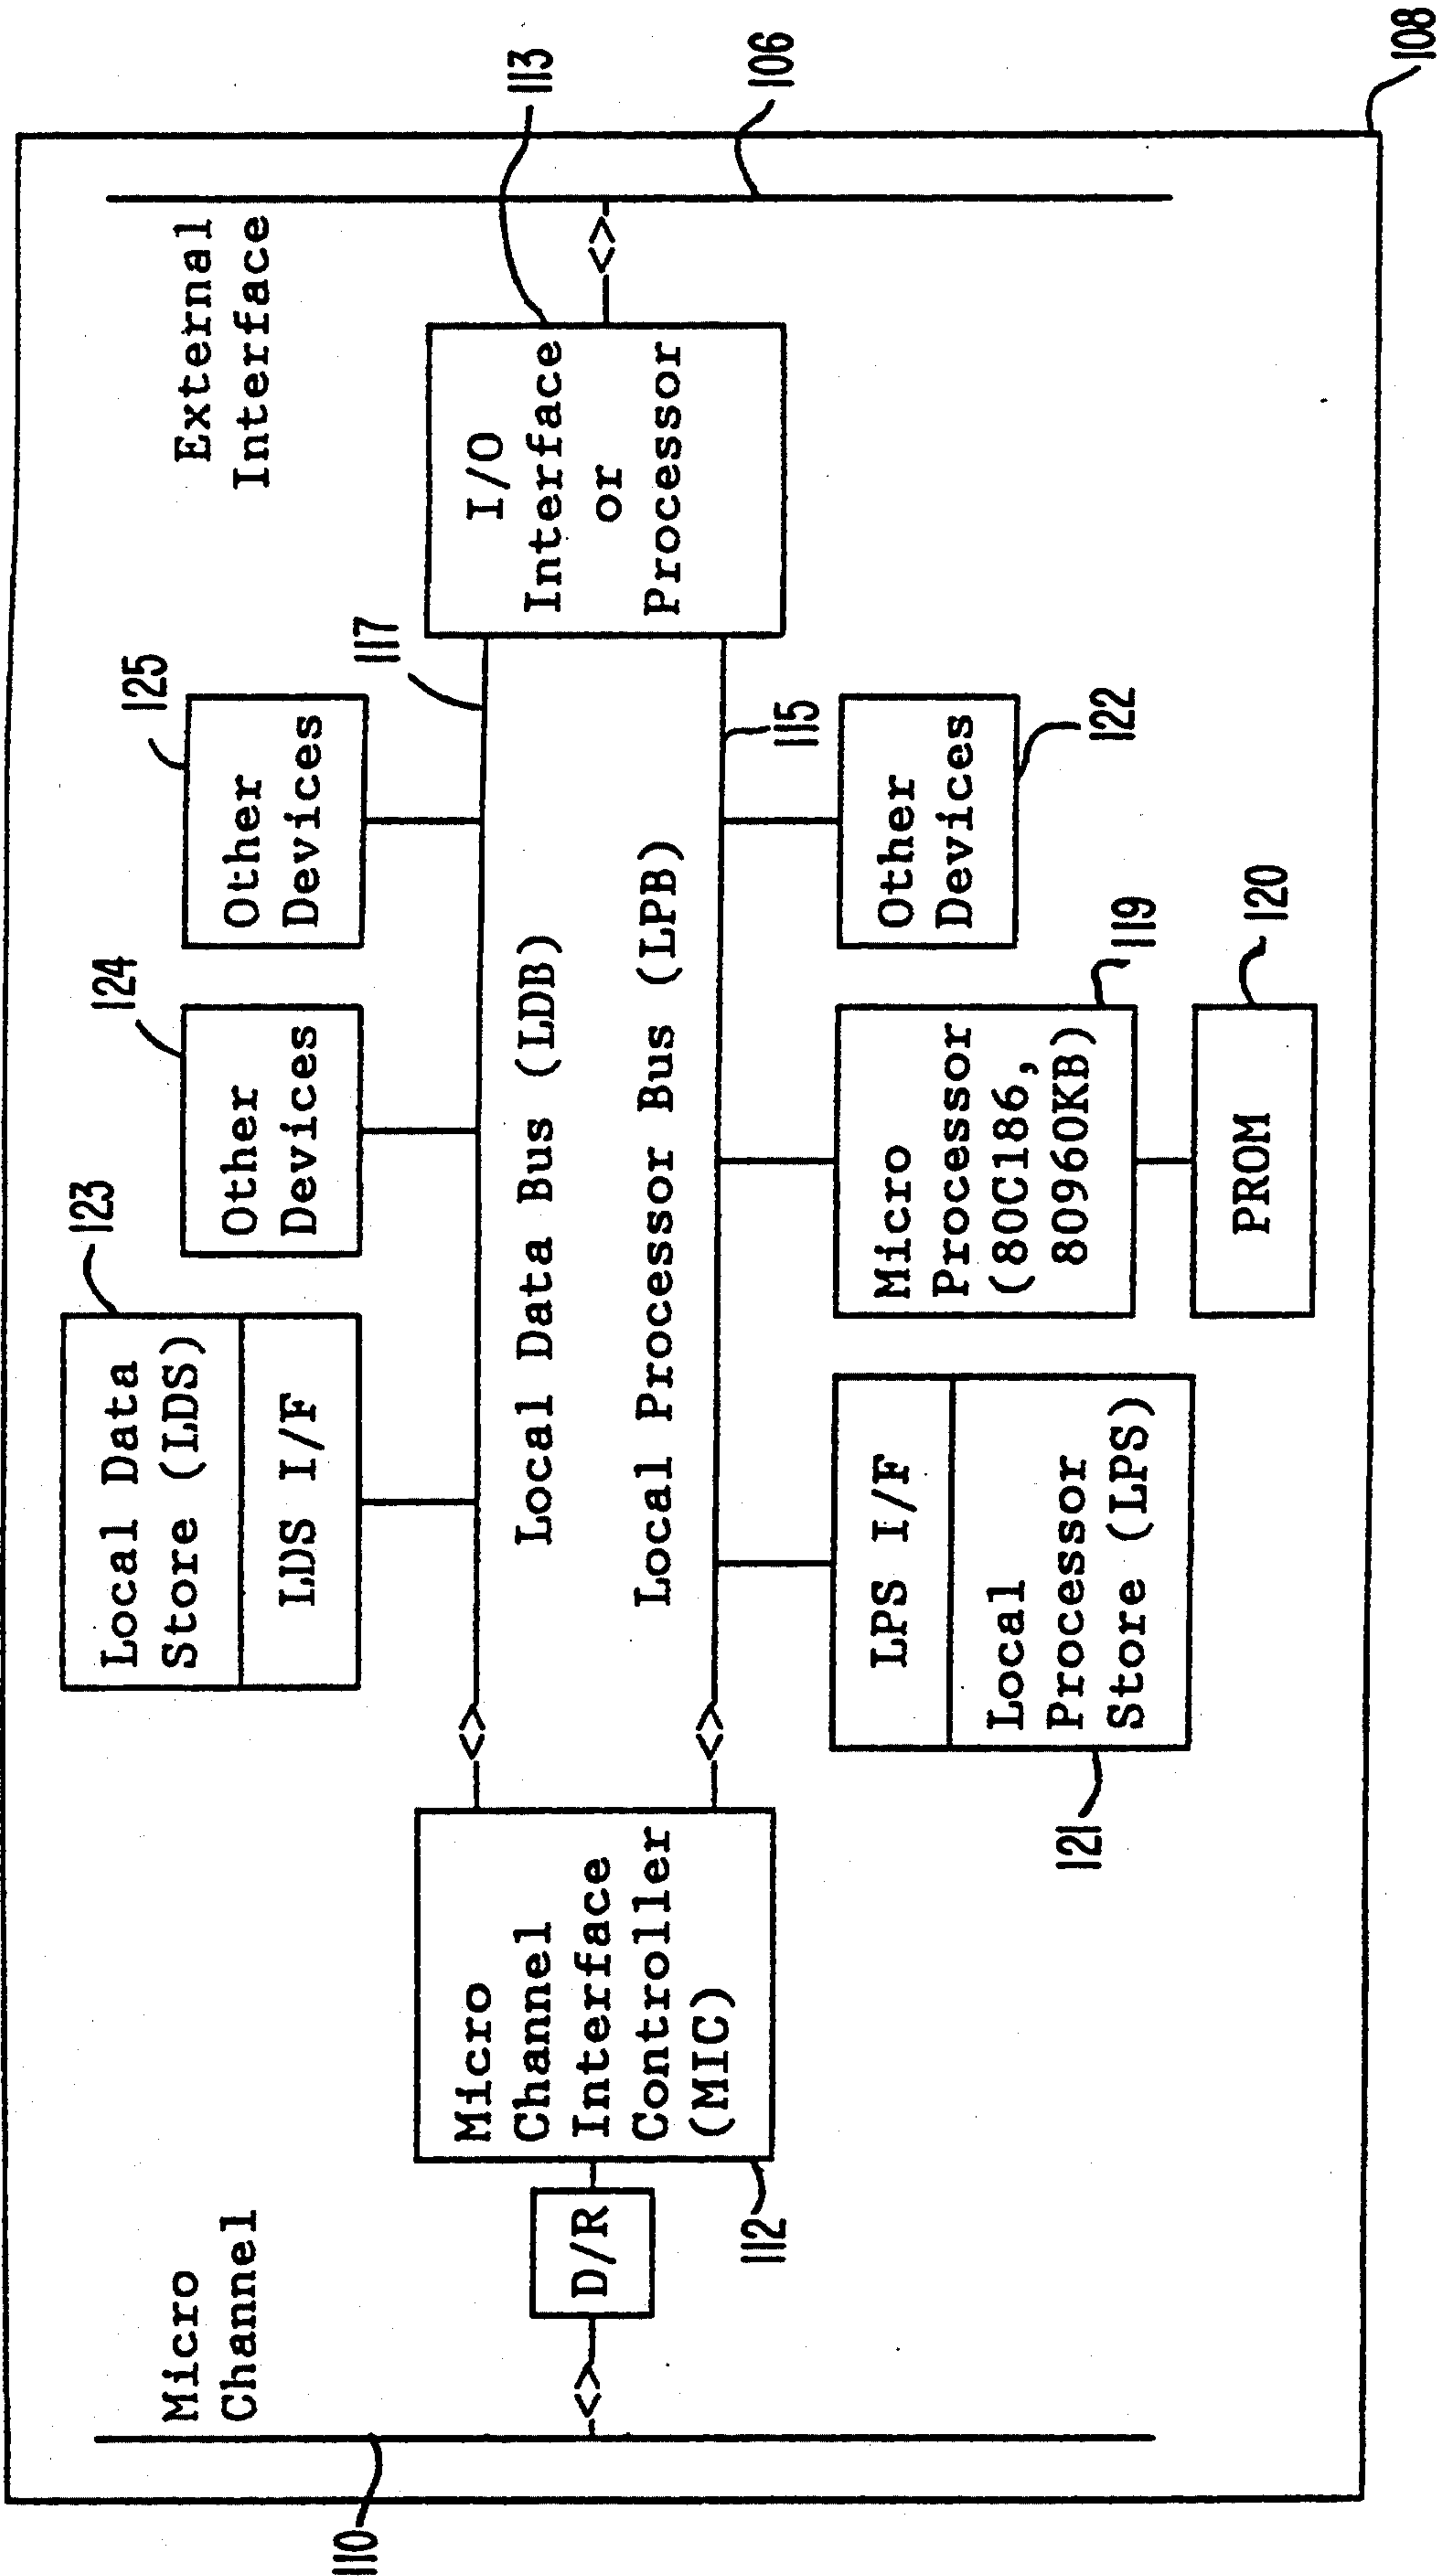 108
Micro
Channel
110
External
Interface
106
113
Local Data
Store (LDS)
LDS I/F
123
Other
Devices
124
Other
Devices
125
117
D/R
Micro
Channel
Interface
Controller
(MIC)
112
Local Data Bus (LDB)
Local Processor Bus (LPB)
I/O
Interface
or
Processor
115
LPS I/F
Local
Processor
Store (LPS)
121
Micro
Processor
(80C186,
80960KB)
119
PROM
120
Other
Devices
122